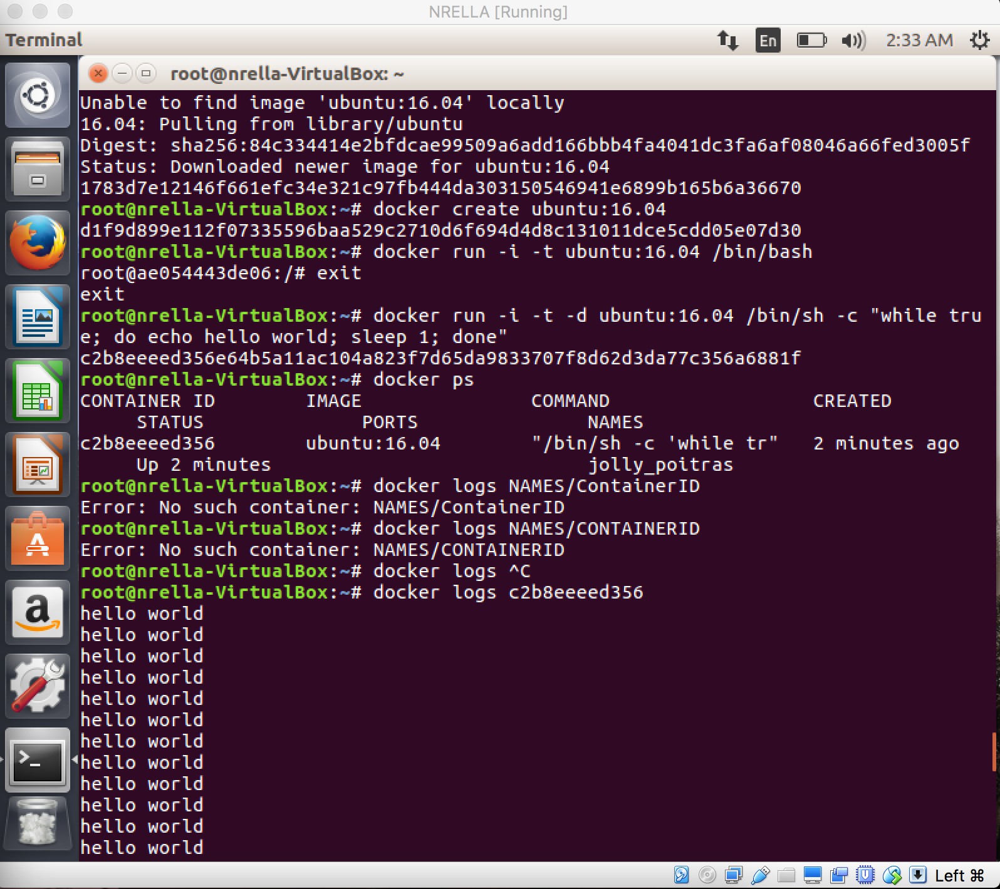 NRELLA [Running]
Terminal
En
2:33 AM
root@nrella-VirtualBox: ~
Unable to find image 'ubuntu:16.04' locally
16.04: Pulling from library/ubuntu
Digest: sha256:84c334414e2bfdcae99509a6add166bbb4fa4041dc3fa6af08046a66fed3005f
Status: Downloaded newer image for ubuntu:16.04
1783d7e12146f661efc34e321c97fb444da303150546941e6899b165b6a36670
root@nrella-VirtualBox:~# docker create ubuntu:16.04
d1f9d899e112f07335596baa529c2710d6f694d4d8c131011dce5cdd05e07d30
root@nrella-VirtualBox:~# docker run -i -t ubuntu:16.04 /bin/bash
root@ae054443de06:/# exit
exit
root@nrella-VirtualBox:~# docker run -i -t -d ubuntu:16.04 /bin/sh -c "while tru
e; do echo hello world; sleep 1; done"
c2b8eeeed356e64b5a11ac104a823f7d65da9833707f8d62d3da77c356a6881f
root@nrella-VirtualBox:~# docker ps
CONTAINER ID        IMAGE               COMMAND                  CREATED
     STATUS              PORTS               NAMES
c2b8eeeed356        ubuntu:16.04        "/bin/sh -c 'while tr"   2 minutes ago
     Up 2 minutes                            jolly_poitras
root@nrella-VirtualBox:~# docker logs NAMES/ContainerID
Error: No such container: NAMES/ContainerID
root@nrella-VirtualBox:~# docker logs NAMES/CONTAINERID
Error: No such container: NAMES/CONTAINERID
root@nrella-VirtualBox:~# docker logs ^C
root@nrella-VirtualBox:~# docker logs c2b8eeeed356
hello world
hello world
hello world
hello world
hello world
hello world
hello world
hello world
hello world
hello world
hello world
hello world
Left ⌘